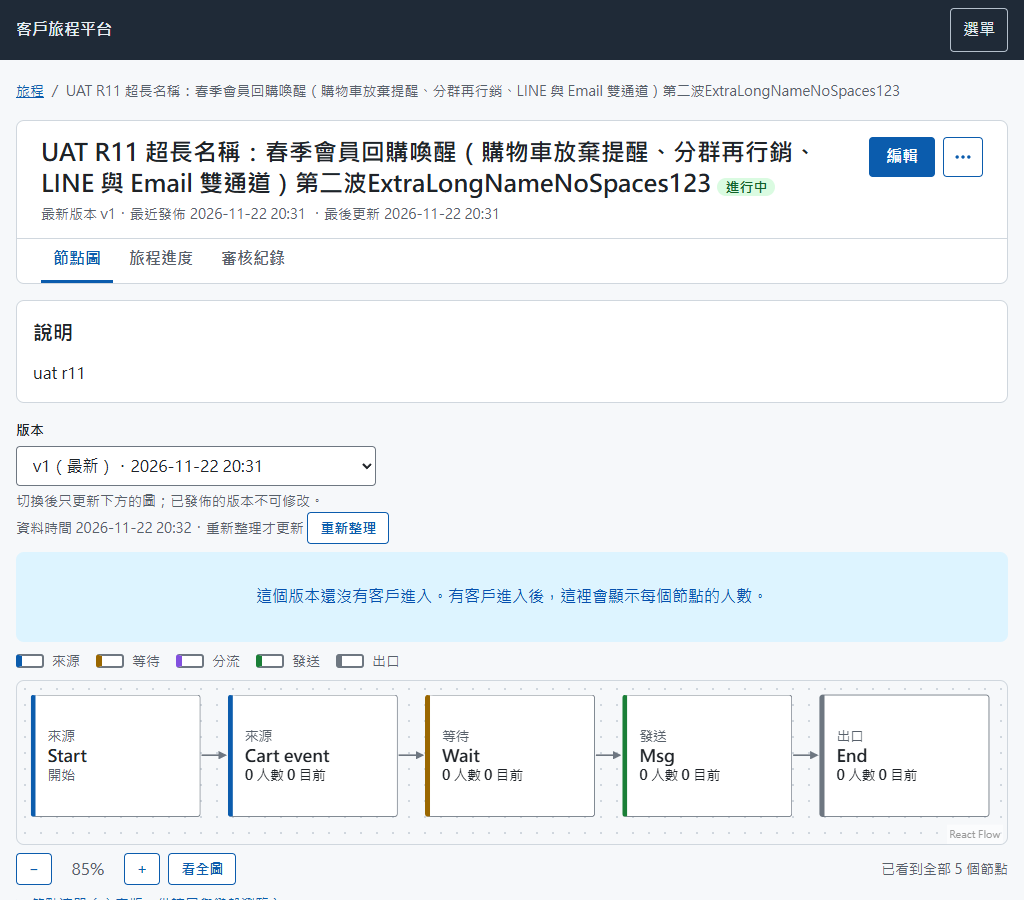 客戶旅程平台
選單
旅程 / UAT R11 超長名稱：春季會員回購喚醒（購物車放棄提醒、分群再行銷、LINE 與 Email 雙通道）第二波ExtraLongNameNoSpaces123
UAT R11 超長名稱：春季會員回購喚醒（購物車放棄提醒、分群再行銷、
LINE 與 Email 雙通道）第二波ExtraLongNameNoSpaces123 進行中
編輯
···
最新版本 v1 · 最近發佈 2026-11-22 20:31 · 最後更新 2026-11-22 20:31
節點圖 旅程進度 審核紀錄
說明
uat r11
版本
v1（最新）· 2026-11-22 20:31
切換後只更新下方的圖；已發佈的版本不可修改。
資料時間 2026-11-22 20:32 · 重新整理才更新 重新整理
這個版本還沒有客戶進入。有客戶進入後，這裡會顯示每個節點的人數。
來源 等待 分流 發送 出口
來源
Start
開始
來源
Cart event
0 人數 0 目前
等待
Wait
0 人數 0 目前
發送
Msg
0 人數 0 目前
出口
End
0 人數 0 目前
React Flow
− 85% + 看全圖
已看到全部 5 個節點